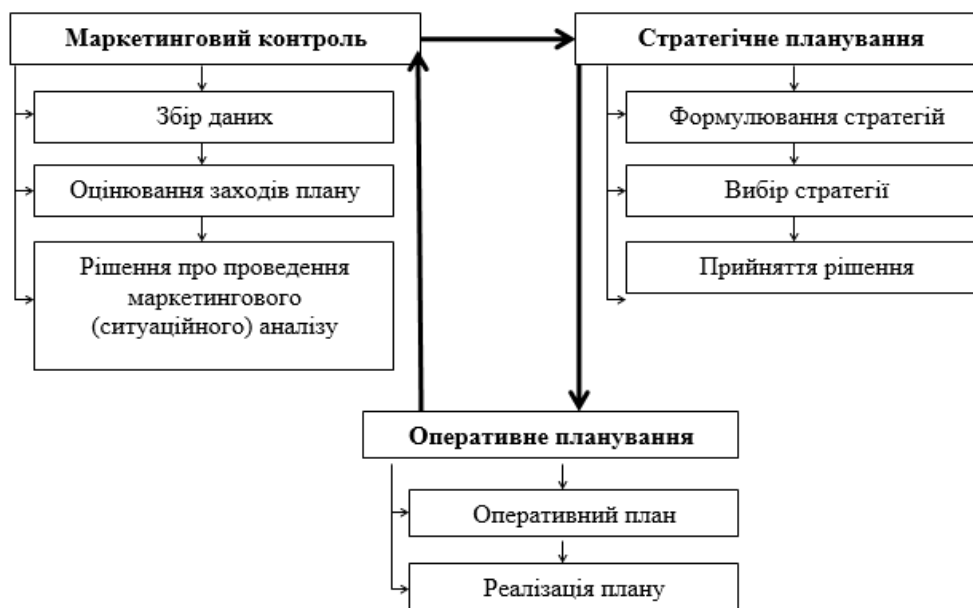 Маркетинговий контроль
Збір даних
Оцінювання заходів плану
Рішення про проведення
маркетингового
(ситуаційного) аналізу
Стратегічне планування
Формулювання стратегій
Вибір стратегії
Прийняття рішення
Оперативне планування
Оперативний план
Реалізація плану